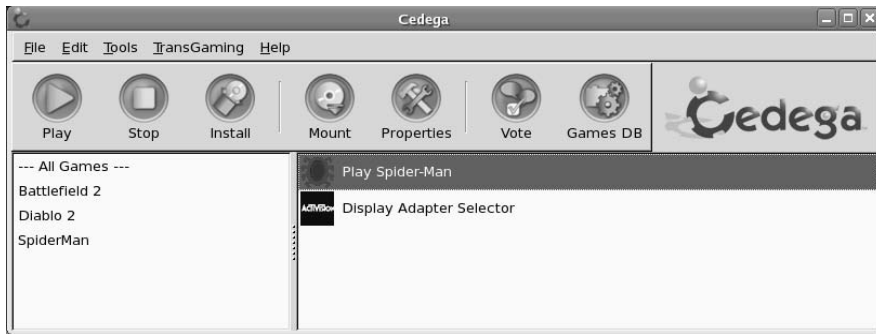 Cedega
File Edit Tools TransGaming Help
Play Stop Install Mount Properties Vote Games DB
Cedega
--- All Games ---
Battlefield 2
Diablo 2
SpiderMan
Play Spider-Man
ACTIVISION
Display Adapter Selector